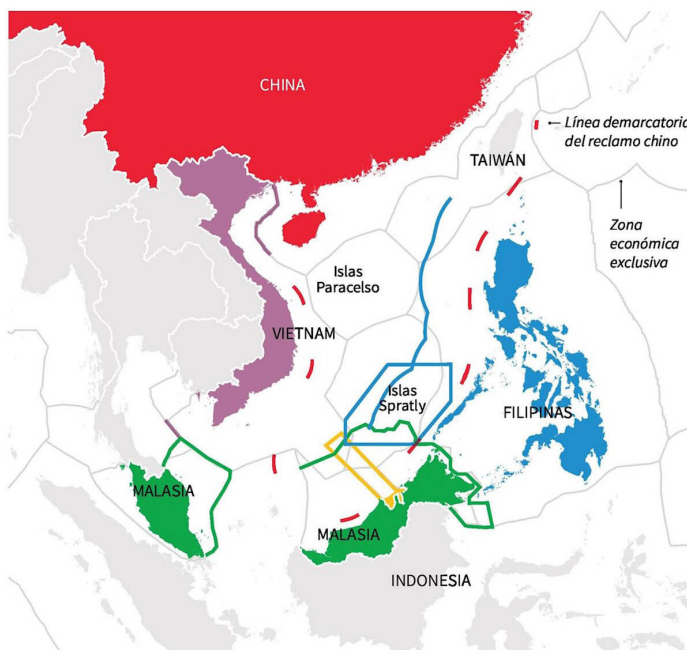 CHINA
← Línea demarcatoria
del reclamo chino
TAIWÁN
Zona
económica
exclusiva
Islas
Paracelso
VIETNAM
Islas
Spratly
FILIPINAS
MALASIA
MALASIA
INDONESIA